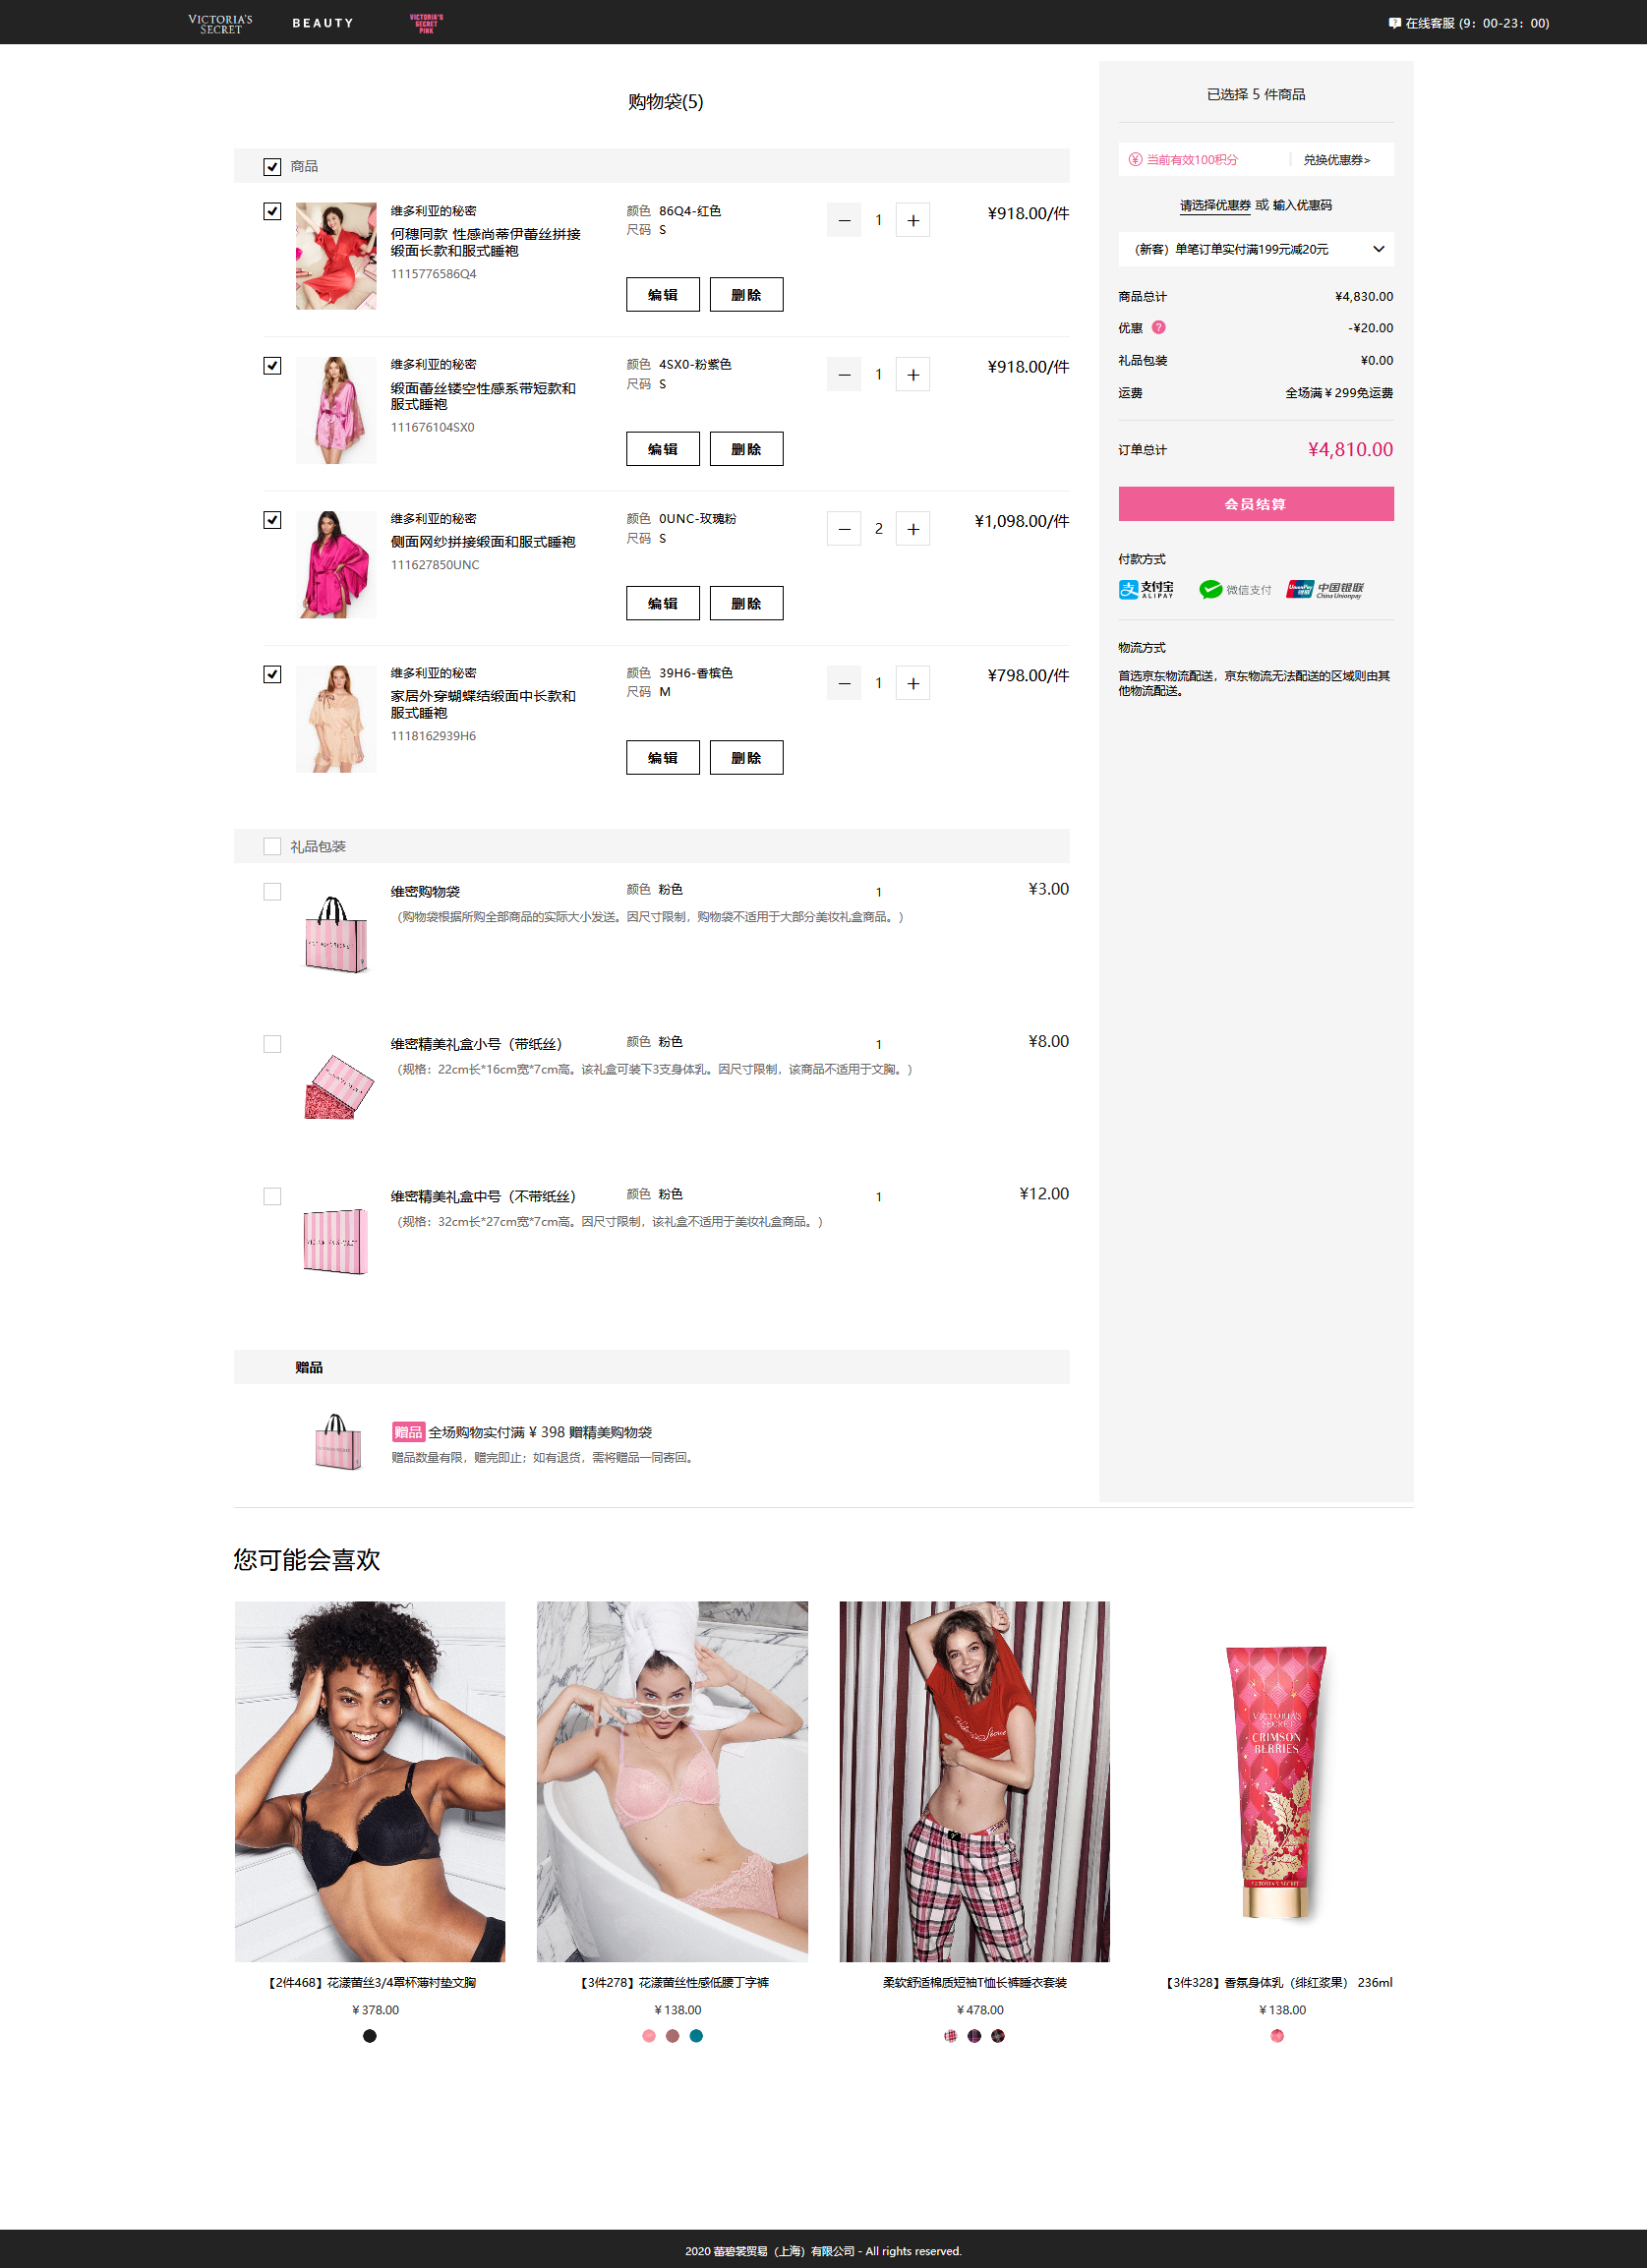 VICTORIA'S
SECRET
BEAUTY
VICTORIA'S
SECRET
PINK
在线客服 (9：00-23：00)
购物袋(5)
商品
维多利亚的秘密
何穗同款 性感尚蒂伊蕾丝拼接
缎面长款和服式睡袍
1115776586Q4
颜色 86Q4-红色
尺码 S
1
¥918.00/件
编辑 删除
维多利亚的秘密
缎面蕾丝镂空性感系带短款和
服式睡袍
111676104SX0
颜色 4SX0-粉紫色
尺码 S
1
¥918.00/件
编辑 删除
维多利亚的秘密
侧面网纱拼接缎面和服式睡袍
111627850UNC
颜色 0UNC-玫瑰粉
尺码 S
2
¥1,098.00/件
编辑 删除
维多利亚的秘密
家居外穿蝴蝶结缎面中长款和
服式睡袍
1118162939H6
颜色 39H6-香槟色
尺码 M
1
¥798.00/件
编辑 删除
礼品包装
维密购物袋 颜色 粉色 1 ¥3.00
（购物袋根据所购全部商品的实际大小发送。因尺寸限制，购物袋不适用于大部分美妆礼盒商品。）
维密精美礼盒小号（带纸丝） 颜色 粉色 1 ¥8.00
（规格：22cm长*16cm宽*7cm高。该礼盒可装下3支身体乳。因尺寸限制，该商品不适用于文胸。）
维密精美礼盒中号（不带纸丝） 颜色 粉色 1 ¥12.00
（规格：32cm长*27cm宽*7cm高。因尺寸限制，该礼盒不适用于美妆礼盒商品。）
赠品
赠品 全场购物实付满 ¥ 398 赠精美购物袋
赠品数量有限，赠完即止；如有退货，需将赠品一同寄回。
已选择 5 件商品
当前有效100积分 兑换优惠券>
请选择优惠券 或 输入优惠码
（新客）单笔订单实付满199元减20元
商品总计 ¥4,830.00
优惠 ? -¥20.00
礼品包装 ¥0.00
运费 全场满￥299免运费
订单总计 ¥4,810.00
会员结算
付款方式
支付宝
ALIPAY
微信支付
UnionPay
银联
中国银联
China Unionpay
物流方式
首选京东物流配送，京东物流无法配送的区域则由其
他物流配送。
您可能会喜欢
VICTORIA'S
SECRET
CRIMSON
BERRIES
【2件468】花漾蕾丝3/4罩杯薄衬垫文胸
￥378.00
【3件278】花漾蕾丝性感低腰丁字裤
￥138.00
柔软舒适棉质短袖T恤长裤睡衣套装
￥478.00
【3件328】香氛身体乳（绯红浆果） 236ml
￥138.00
2020 茵碧裳贸易（上海）有限公司 - All rights reserved.